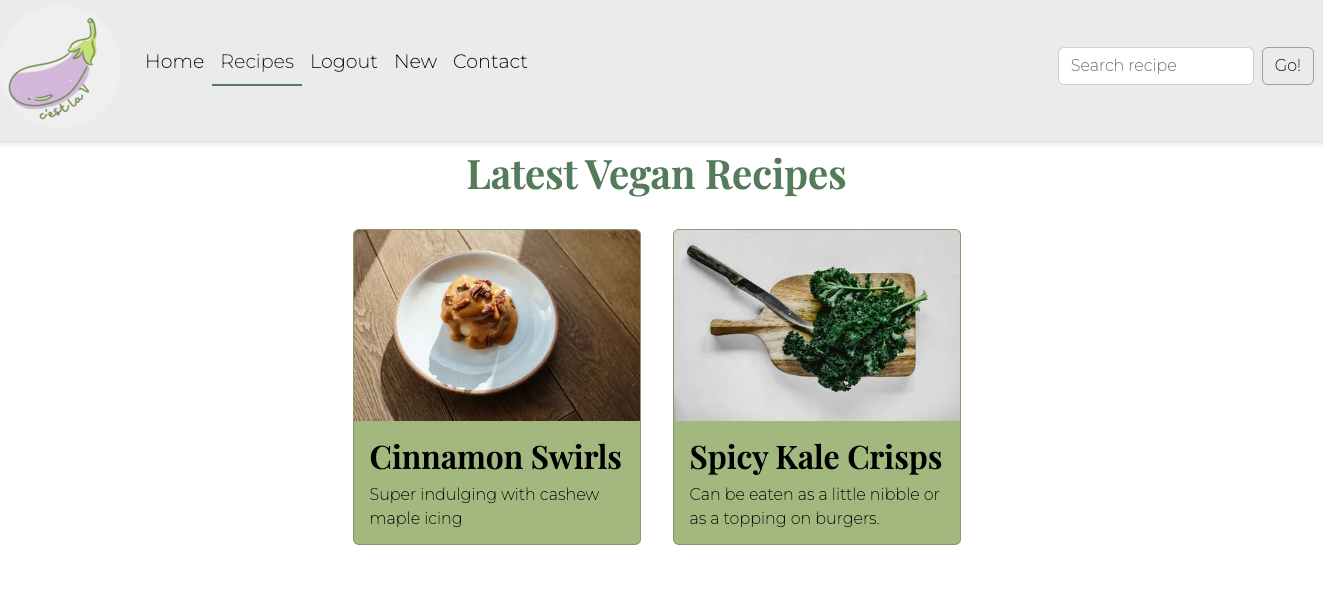 c'est la V
Home Recipes Logout New Contact
Search recipe Go!
Latest Vegan Recipes
Cinnamon Swirls
Super indulging with cashew
maple icing
Spicy Kale Crisps
Can be eaten as a little nibble or
as a topping on burgers.